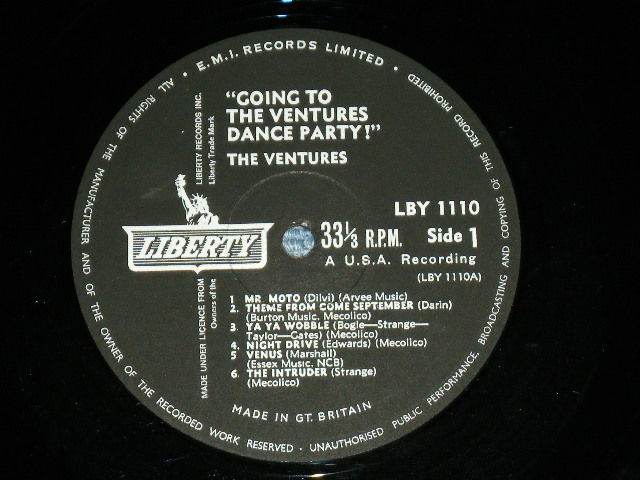 E.M.I. RECORDS LIMITED
ALL RIGHTS OF THE MANUFACTURER AND OF THE OWNER OF THE RECORDED WORK RESERVED · UNAUTHORISED PUBLIC PERFORMANCE, BROADCASTING AND COPYING OF THIS RECORD PROHIBITED
"GOING TO
THE VENTURES
DANCE PARTY!"
THE VENTURES
LIBERTY RECORDS INC.
Liberty Trade Mark
MADE UNDER LICENCE FROM
Owners of the
LIBERTY
LBY 1110
33⅓ R.P.M. Side 1
A U.S.A. Recording
(LBY 1110A)
1 MR. MOTO (Dilvi) (Arvee Music)
2. THEME FROM COME SEPTEMBER (Darin)
(Burton Music. Mecolico)
3. YA YA WOBBLE (Bogle—Strange—
Taylor—Gates) (Mecolico)
4. NIGHT DRIVE (Edwards) (Mecolico)
5 VENUS (Marshall)
(Essex Music. NCB)
6. THE INTRUDER (Strange)
(Mecolico)
MADE IN GT. BRITAIN